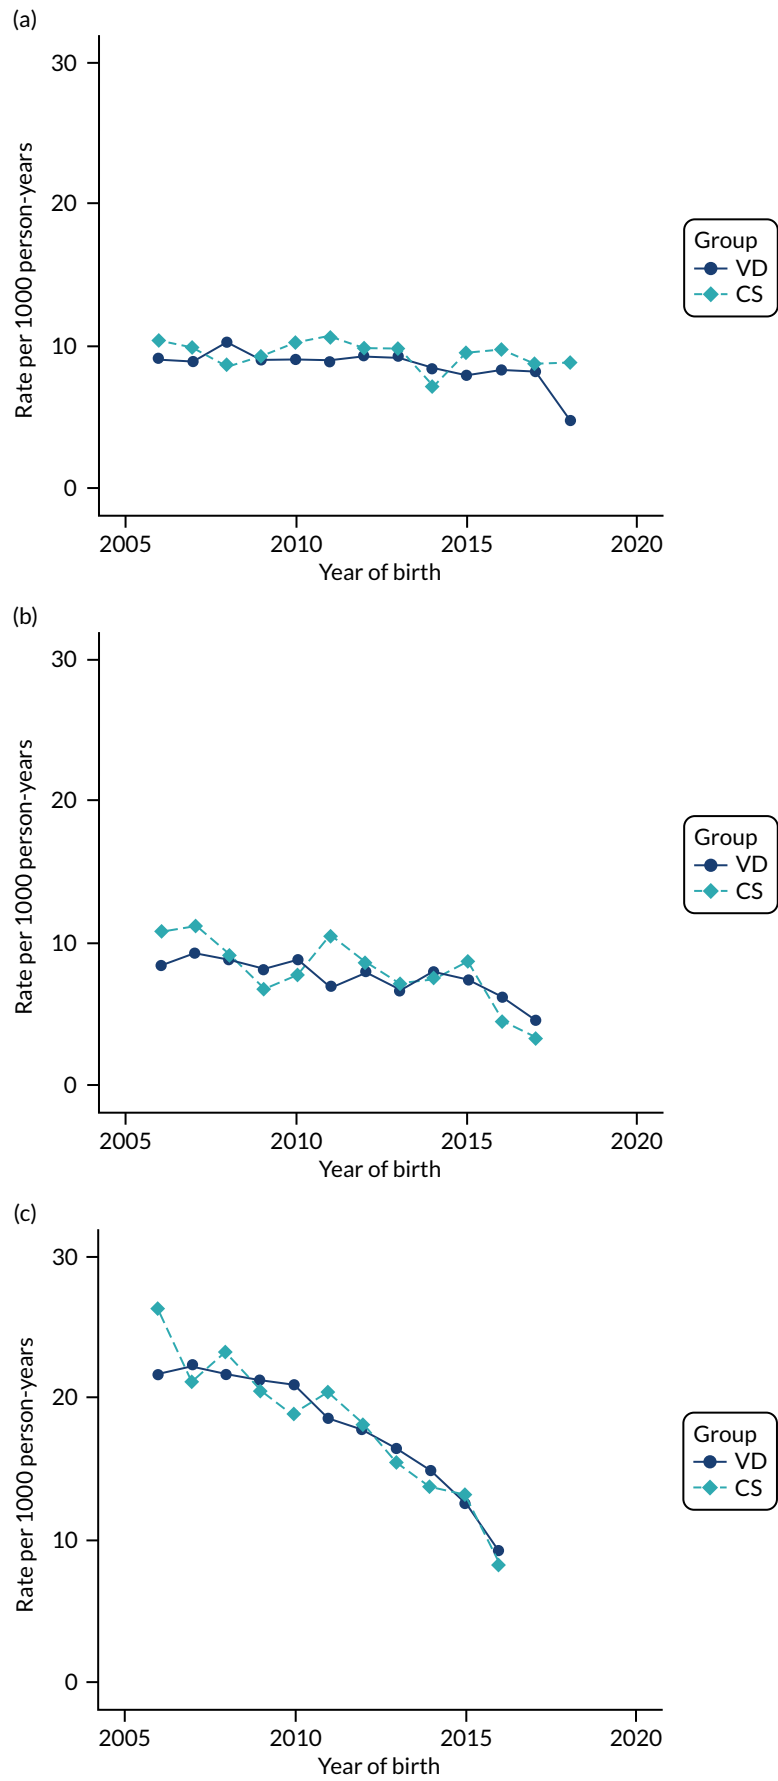 (a)
30
20
10
0
Rate per 1000 person-years
2005 2010 2015 2020
Year of birth
Group
VD
CS
(b)
30
20
10
0
Rate per 1000 person-years
2005 2010 2015 2020
Year of birth
Group
VD
CS
(c)
30
20
10
0
Rate per 1000 person-years
2005 2010 2015 2020
Year of birth
Group
VD
CS